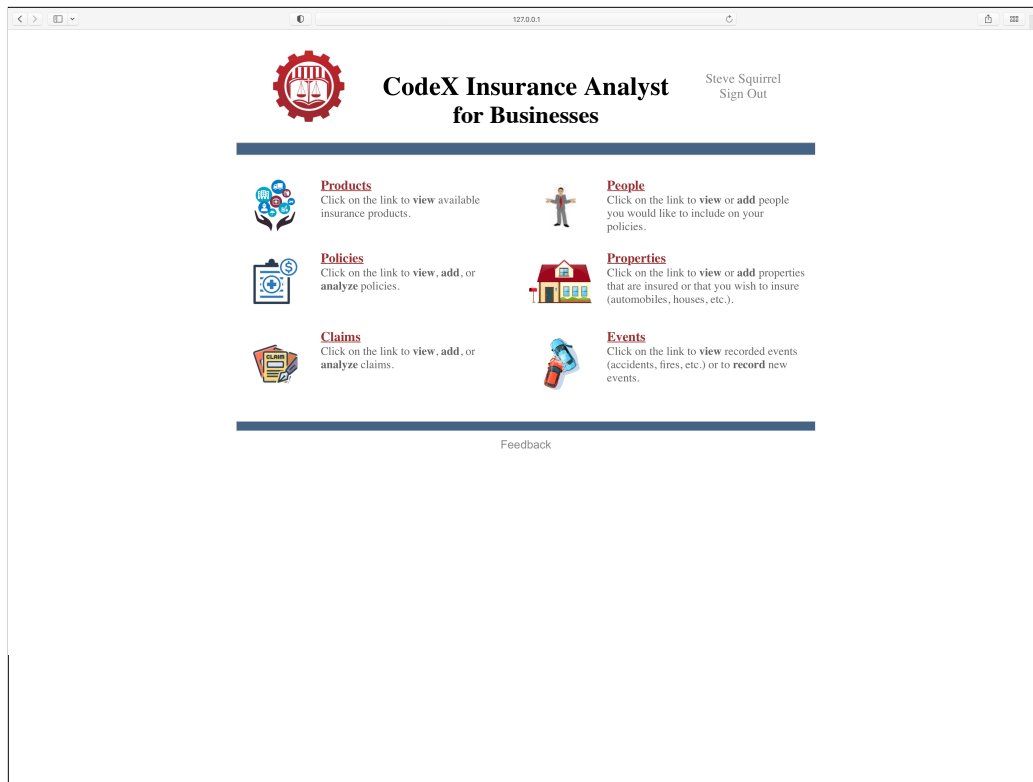 127.0.0.1
CodeX Insurance Analyst
for Businesses
Steve Squirrel
Sign Out
Products
Click on the link to view available
insurance products.
People
Click on the link to view or add people
you would like to include on your
policies.
Policies
Click on the link to view, add, or
analyze policies.
Properties
Click on the link to view or add properties
that are insured or that you wish to insure
(automobiles, houses, etc.).
CLAIM
Claims
Click on the link to view, add, or
analyze claims.
Events
Click on the link to view recorded events
(accidents, fires, etc.) or to record new
events.
Feedback